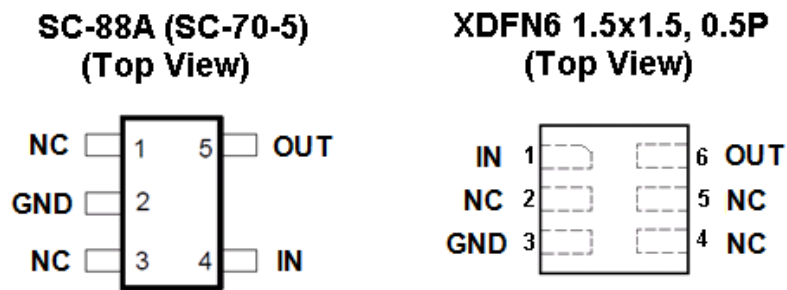 SC-88A (SC-70-5)
(Top View)
NC 1 5 OUT
GND 2
NC 3 4 IN
XDFN6 1.5x1.5, 0.5P
(Top View)
IN 1 6 OUT
NC 2 5 NC
GND 3 4 NC